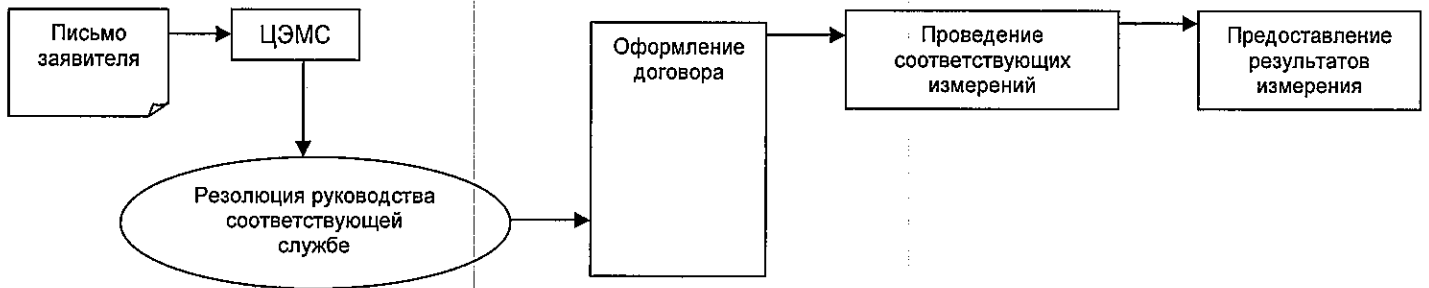 Письмо
заявителя
ЦЭМС
Резолюция руководства
соответствующей
службе
Оформление
договора
Проведение
соответствующих
измерений
Предоставление
результатов
измерения